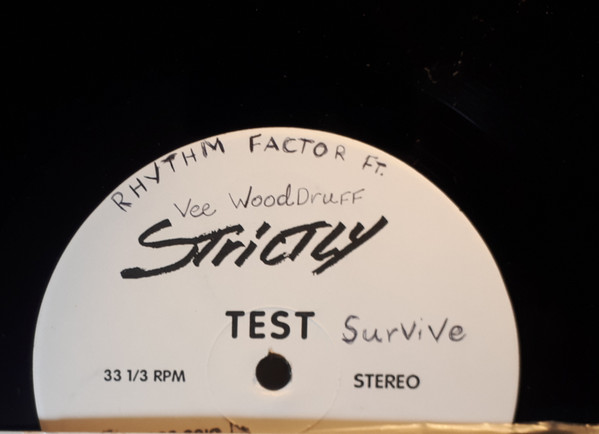 RHYTHM FACTOR FT.
Vee WoodDruff
STriCTLy
TEST Survive
33 1/3 RPM
STEREO